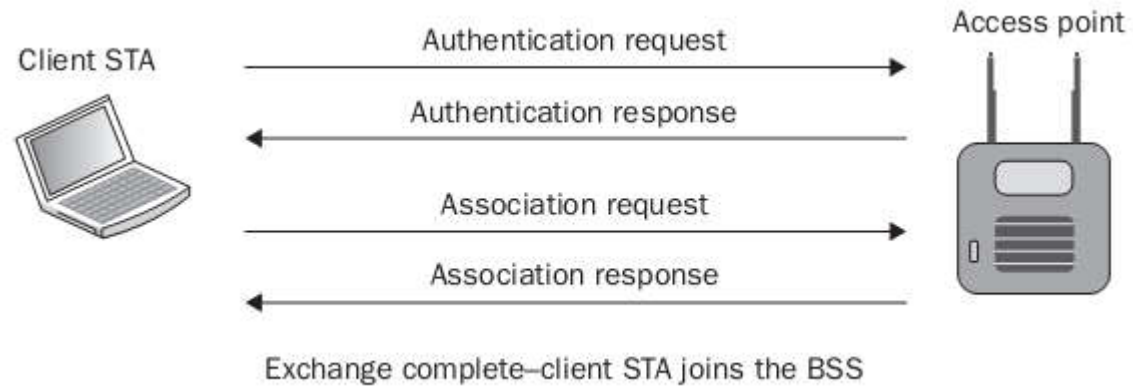 Access point
Client STA
Authentication request
Authentication response
Association request
Association response
Exchange complete–client STA joins the BSS